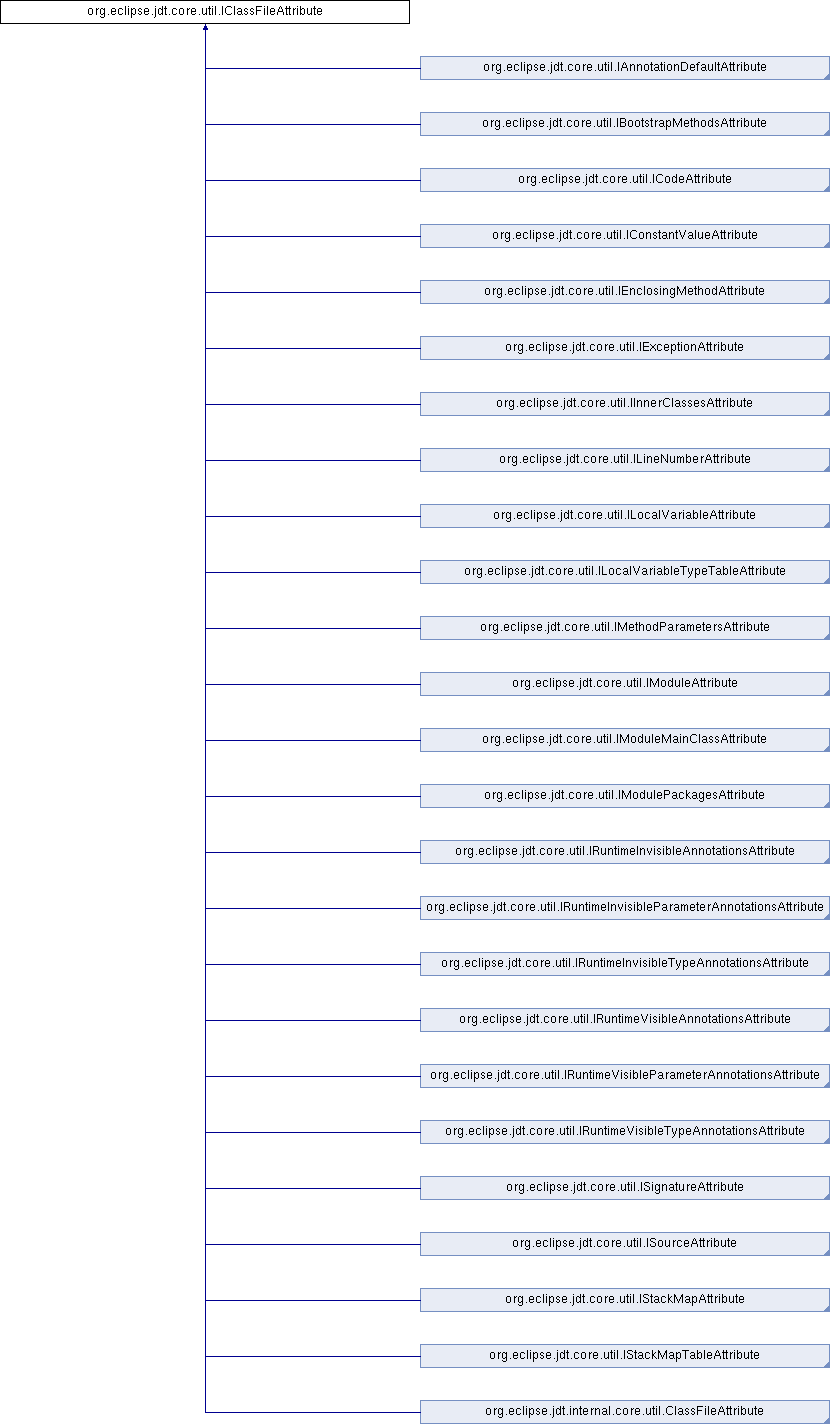 org.eclipse.jdt.core.util.IClassFileAttribute
org.eclipse.jdt.core.util.IAnnotationDefaultAttribute
org.eclipse.jdt.core.util.IBootstrapMethodsAttribute
org.eclipse.jdt.core.util.ICodeAttribute
org.eclipse.jdt.core.util.IConstantValueAttribute
org.eclipse.jdt.core.util.IEnclosingMethodAttribute
org.eclipse.jdt.core.util.IExceptionAttribute
org.eclipse.jdt.core.util.IInnerClassesAttribute
org.eclipse.jdt.core.util.ILineNumberAttribute
org.eclipse.jdt.core.util.ILocalVariableAttribute
org.eclipse.jdt.core.util.ILocalVariableTypeTableAttribute
org.eclipse.jdt.core.util.IMethodParametersAttribute
org.eclipse.jdt.core.util.IModuleAttribute
org.eclipse.jdt.core.util.IModuleMainClassAttribute
org.eclipse.jdt.core.util.IModulePackagesAttribute
org.eclipse.jdt.core.util.IRuntimeInvisibleAnnotationsAttribute
org.eclipse.jdt.core.util.IRuntimeInvisibleParameterAnnotationsAttribute
org.eclipse.jdt.core.util.IRuntimeInvisibleTypeAnnotationsAttribute
org.eclipse.jdt.core.util.IRuntimeVisibleAnnotationsAttribute
org.eclipse.jdt.core.util.IRuntimeVisibleParameterAnnotationsAttribute
org.eclipse.jdt.core.util.IRuntimeVisibleTypeAnnotationsAttribute
org.eclipse.jdt.core.util.ISignatureAttribute
org.eclipse.jdt.core.util.ISourceAttribute
org.eclipse.jdt.core.util.IStackMapAttribute
org.eclipse.jdt.core.util.IStackMapTableAttribute
org.eclipse.jdt.internal.core.util.ClassFileAttribute